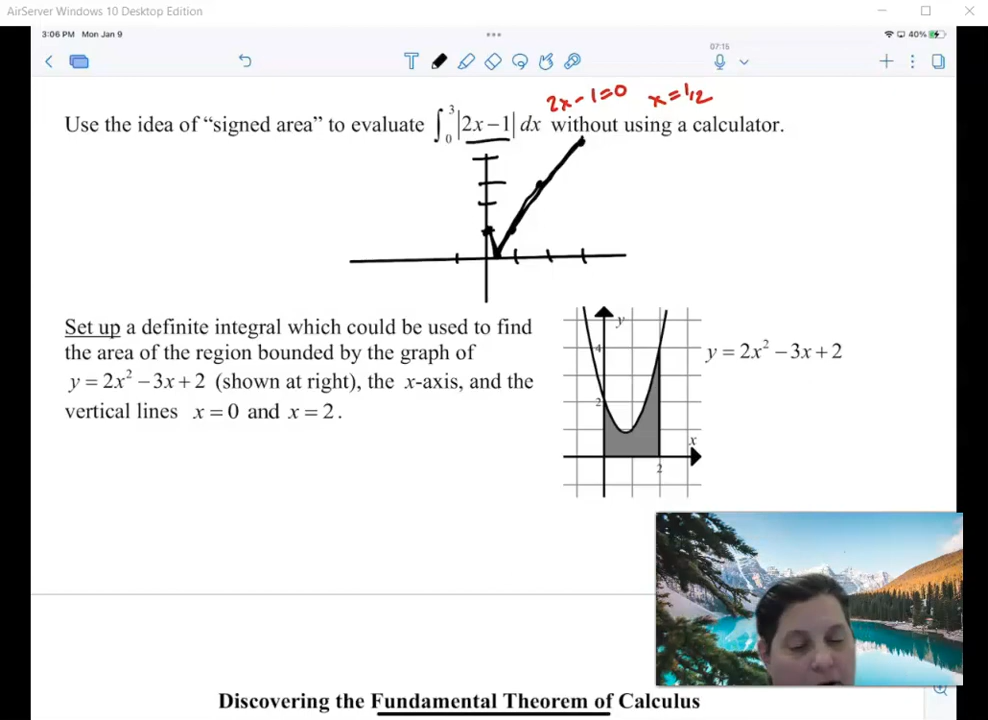 AirServer Windows 10 Desktop Edition
3:06 PM Mon Jan 9
40%
07:15
T
2x-1=0 x=1/2
Use the idea of “signed area” to evaluate ∫₀³|2x−1| dx without using a calculator.
Set up a definite integral which could be used to find
the area of the region bounded by the graph of
y = 2x² − 3x + 2 (shown at right), the x-axis, and the
vertical lines x = 0 and x = 2.
y
4
y = 2x² − 3x + 2
2
x
2
Discovering the Fundamental Theorem of Calculus